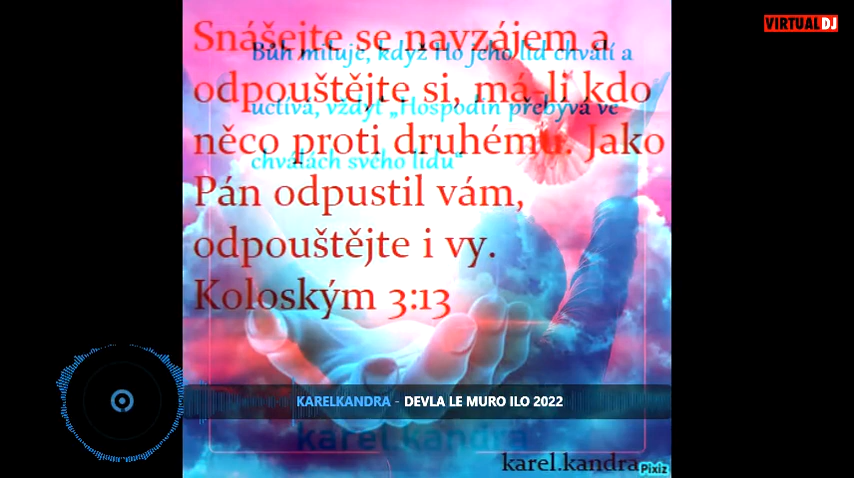 VIRTUALDJ
Snášejte se navzájem a
Bůh miluje, když Ho jeho lid chválí a
odpouštějte si, má-li kdo
uctívá, vždyť „Hospodin přebývá ve
něco proti druhému. Jako
chválách svého lidu“
Pán odpustil vám,
odpouštějte i vy.
Koloským 3:13
KARELKANDRA - DEVLA LE MURO ILO 2022
karel.kandra
karel.kandra
Pixiz